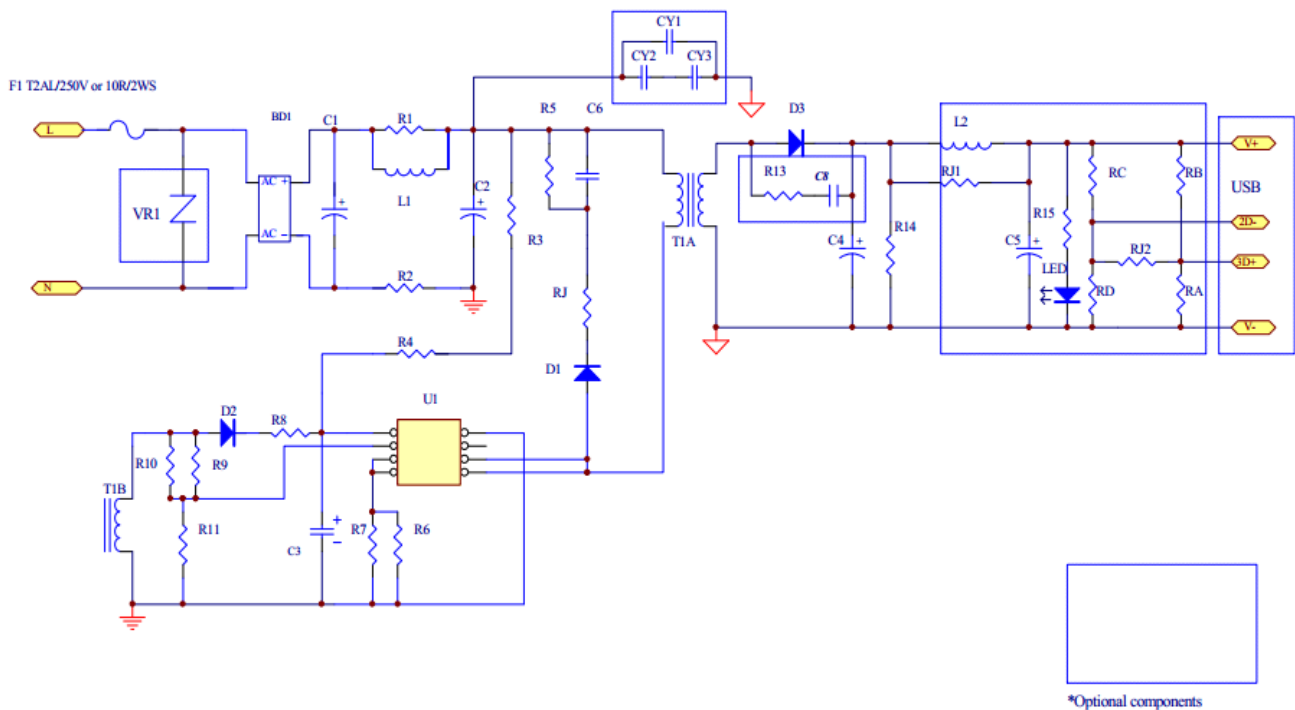 CY1
CY2 CY3
F1 T2AL/250V or 10R/2WS
L
BD1
C1
R1
R5
C6
D3
L2
V+
AC +
L1
C2
R13
C8
RJ1
RC
RB
USB
VR1
R3
T1A
C4
R14
R15
C5
2D-
RJ2
3D+
AC −
N
R2
RJ
LED
RD
RA
V-
R4
D1
U1
D2
R8
R10
R9
T1B
R11
C3
R7
R6
*Optional components